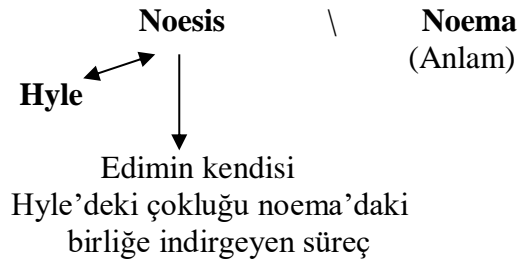 Noesis \ Noema
(Anlam)
Hyle
Edimin kendisi
Hyle’deki çokluğu noema’daki
birliğe indirgeyen süreç